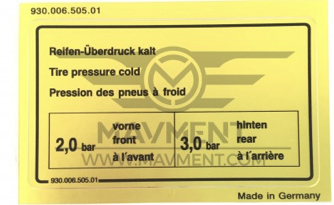 930.006.505.01
Reifen-Überdruck kalt
Tire pressure cold
Pression des pneus à froid
MAVMENT
WWW.MAVMENT.COM
vorne
2,0 bar front
à l'avant
hinten
3,0 bar rear
à l'arrière
930.006.505.01
Made in Germany